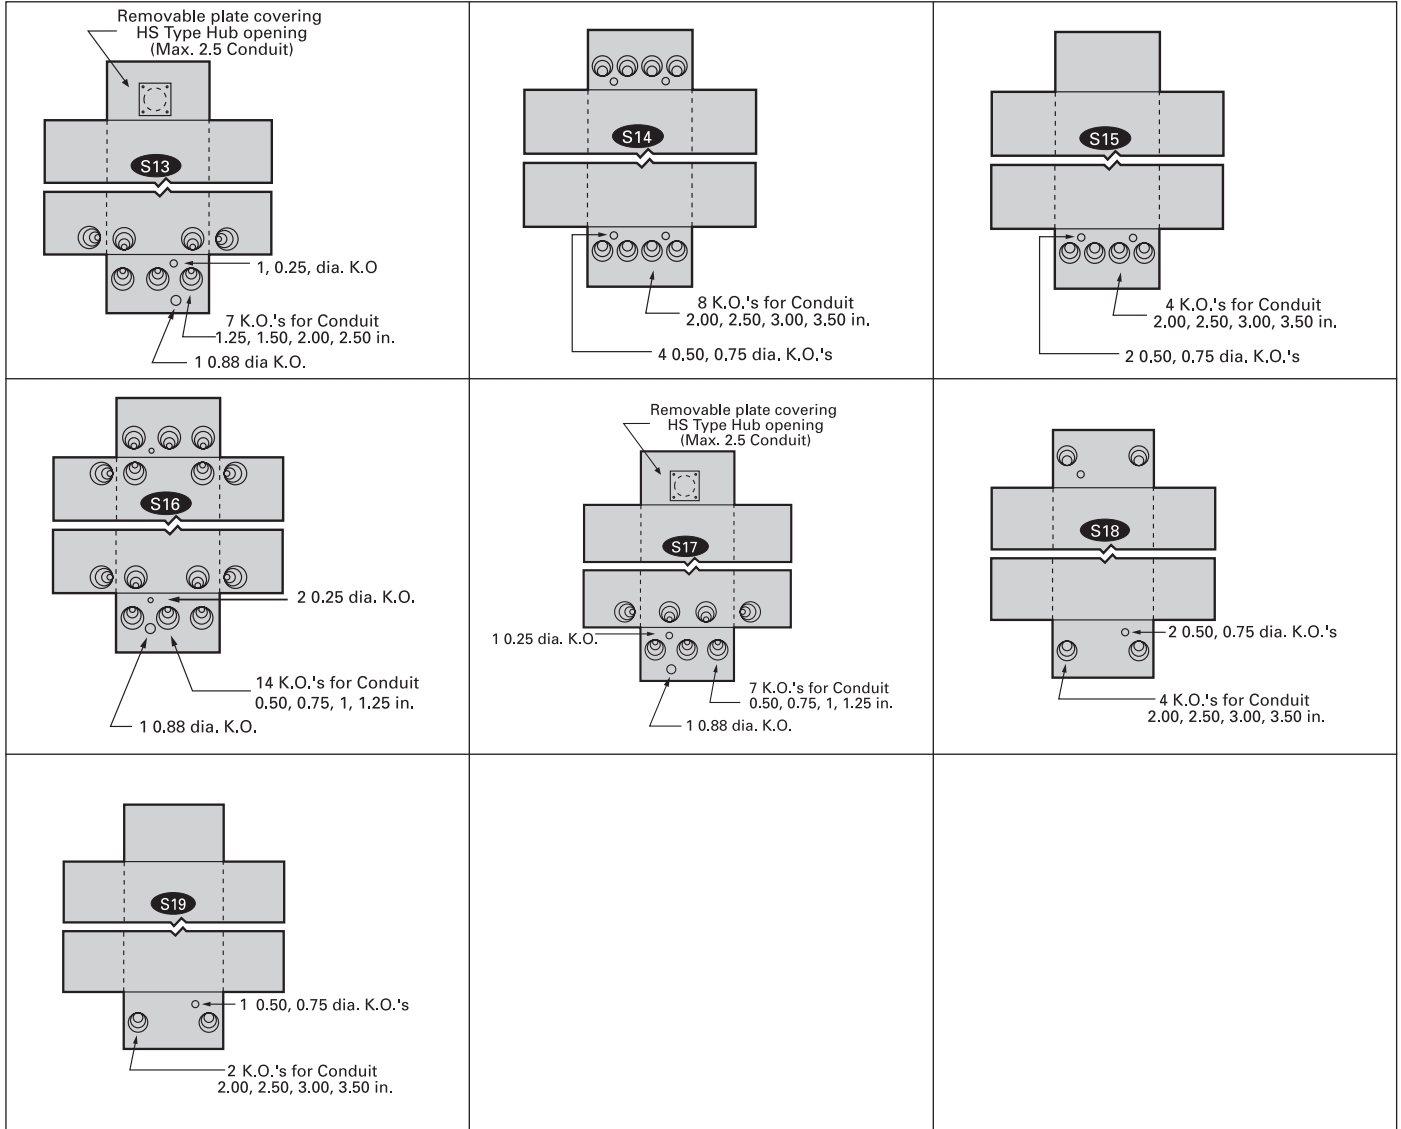 Removable plate covering
HS Type Hub opening
(Max. 2.5 Conduit)
S13
1, 0.25, dia. K.O
7 K.O.'s for Conduit
1.25, 1.50, 2.00, 2.50 in.
1 0.88 dia K.O.
S14
8 K.O.'s for Conduit
2.00, 2.50, 3.00, 3.50 in.
4 0.50, 0.75 dia. K.O.'s
S15
4 K.O.'s for Conduit
2.00, 2.50, 3.00, 3.50 in.
2 0.50, 0.75 dia. K.O.'s
S16
2 0.25 dia. K.O.
14 K.O.'s for Conduit
0.50, 0.75, 1, 1.25 in.
1 0.88 dia. K.O.
Removable plate covering
HS Type Hub opening
(Max. 2.5 Conduit)
S17
1 0.25 dia. K.O.
7 K.O.'s for Conduit
0.50, 0.75, 1, 1.25 in.
1 0.88 dia. K.O.
S18
2 0.50, 0.75 dia. K.O.'s
4 K.O.'s for Conduit
2.00, 2.50, 3.00, 3.50 in.
S19
1 0.50, 0.75 dia. K.O.'s
2 K.O.'s for Conduit
2.00, 2.50, 3.00, 3.50 in.